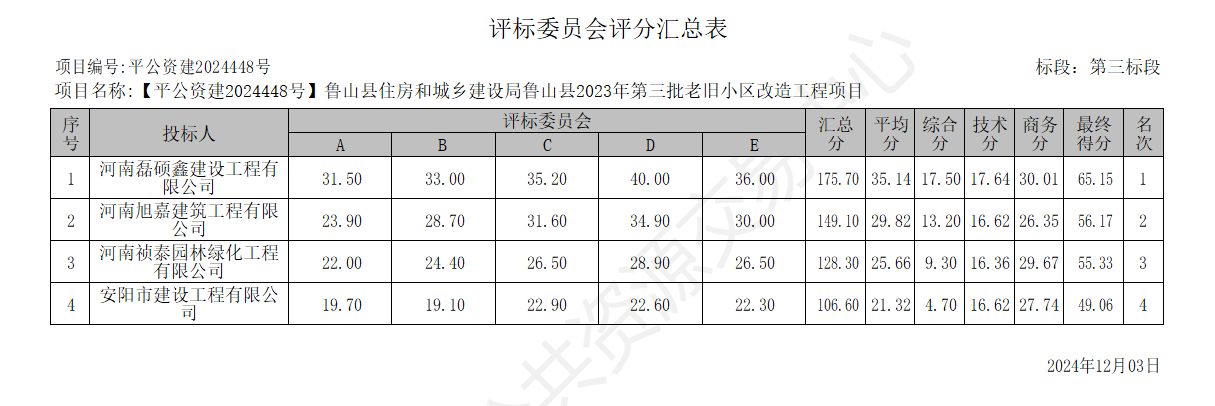 评标委员会评分汇总表
项目编号:平公资建2024448号 标段: 第三标段
项目名称:【平公资建2024448号】鲁山县住房和城乡建设局鲁山县2023年第三批老旧小区改造工程项目
序号 投标人 评标委员会 汇总分 平均分 综合分 技术分 商务分 最终得分 名次
A B C D E
1 河南磊硕鑫建设工程有限公司 31.50 33.00 35.20 40.00 36.00 175.70 35.14 17.50 17.64 30.01 65.15 1
2 河南旭嘉建筑工程有限公司 23.90 28.70 31.60 34.90 30.00 149.10 29.82 13.20 16.62 26.35 56.17 2
3 河南祯泰园林绿化工程有限公司 22.00 24.40 26.50 28.90 26.50 128.30 25.66 9.30 16.36 29.67 55.33 3
4 安阳市建设工程有限公司 19.70 19.10 22.90 22.60 22.30 106.60 21.32 4.70 16.62 27.74 49.06 4
2024年12月03日
公共资源交易中心